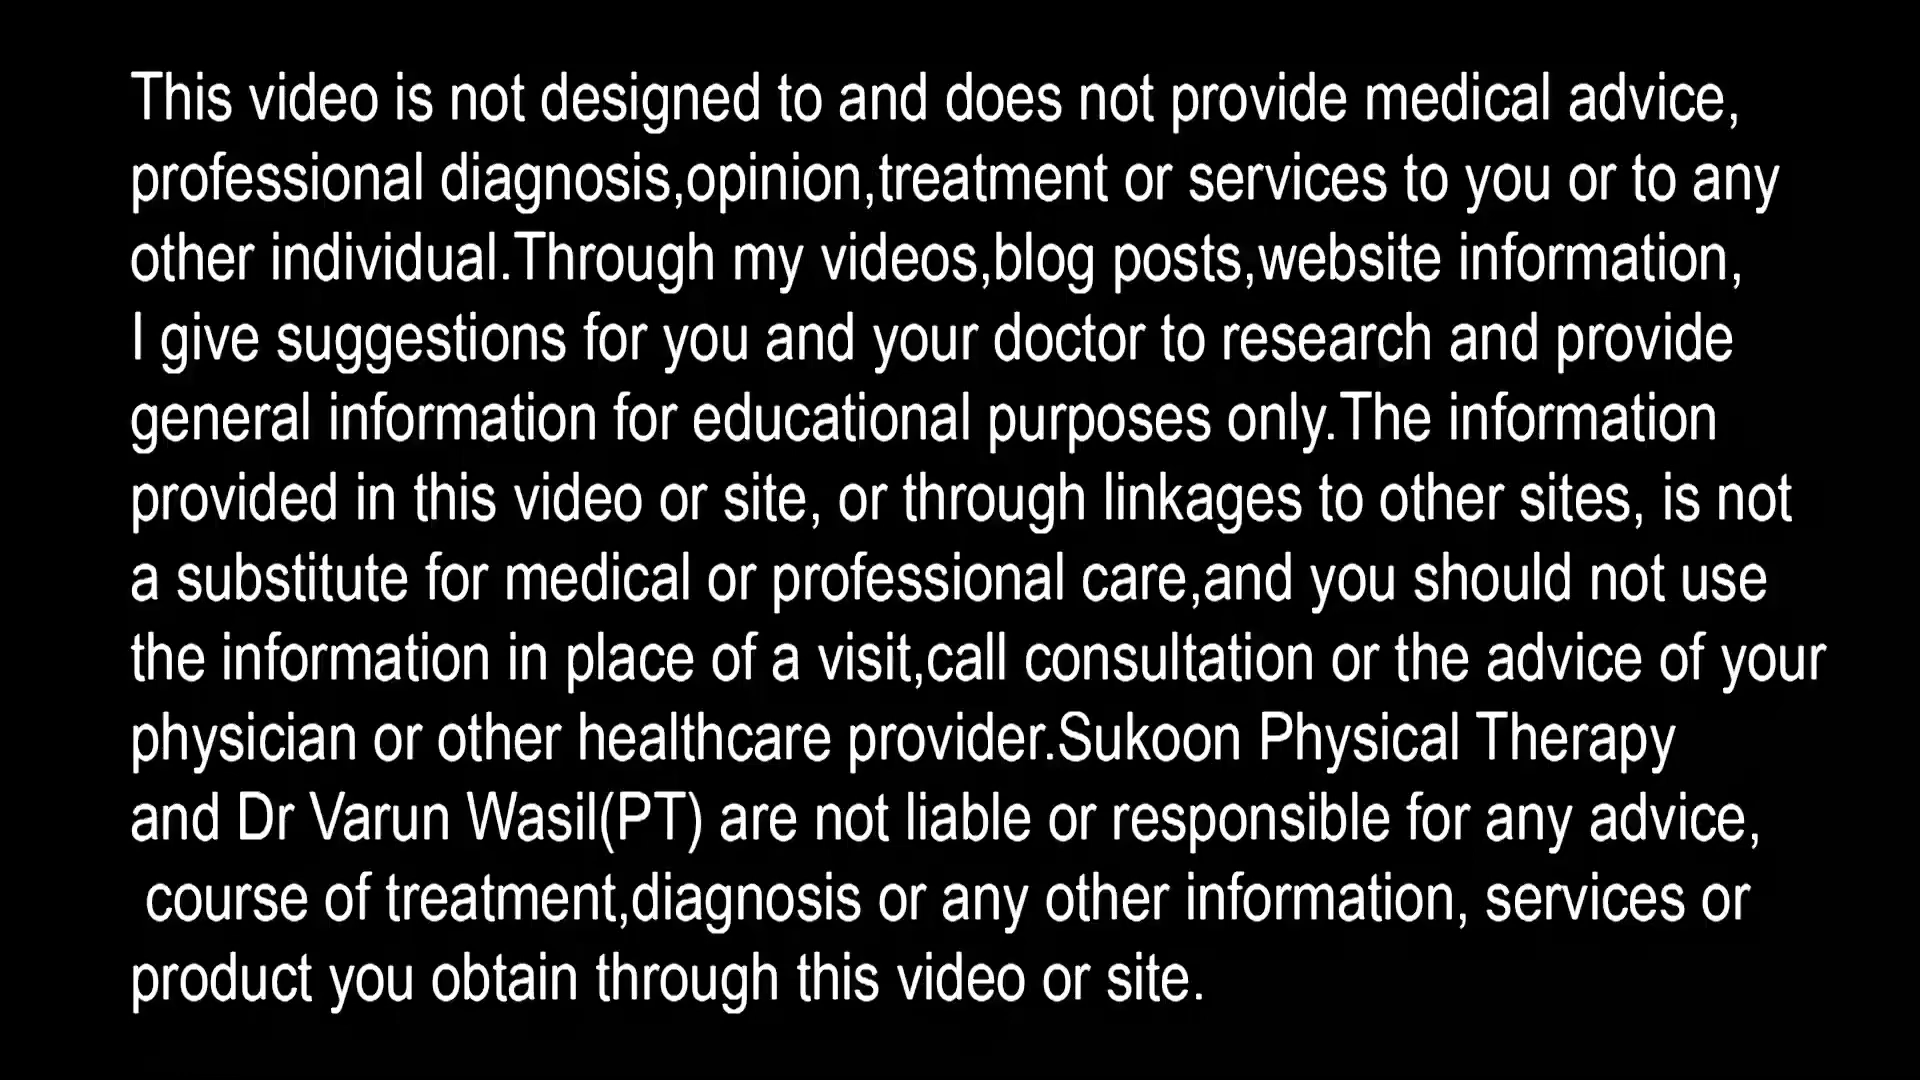 This video is not designed to and does not provide medical advice,
professional diagnosis,opinion,treatment or services to you or to any
other individual.Through my videos,blog posts,website information,
I give suggestions for you and your doctor to research and provide
general information for educational purposes only.The information
provided in this video or site, or through linkages to other sites, is not
a substitute for medical or professional care,and you should not use
the information in place of a visit,call consultation or the advice of your
physician or other healthcare provider.Sukoon Physical Therapy
and Dr Varun Wasil(PT) are not liable or responsible for any advice,
course of treatment,diagnosis or any other information, services or
product you obtain through this video or site.